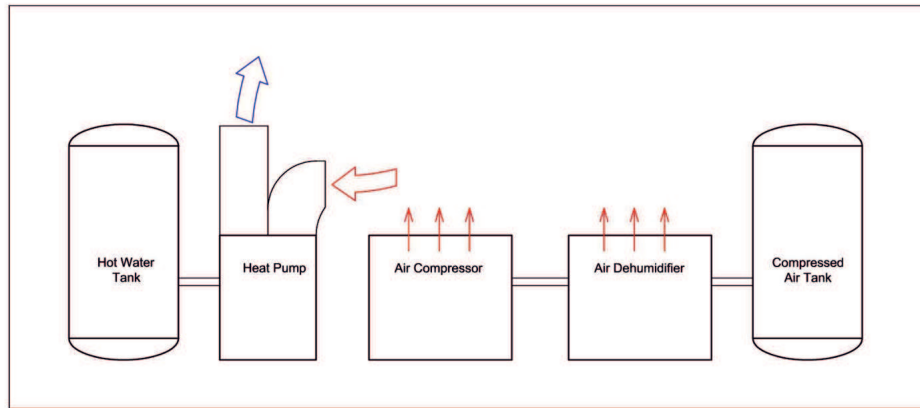 Hot Water
Tank
Heat Pump
Air Compressor
Air Dehumidifier
Compressed
Air Tank